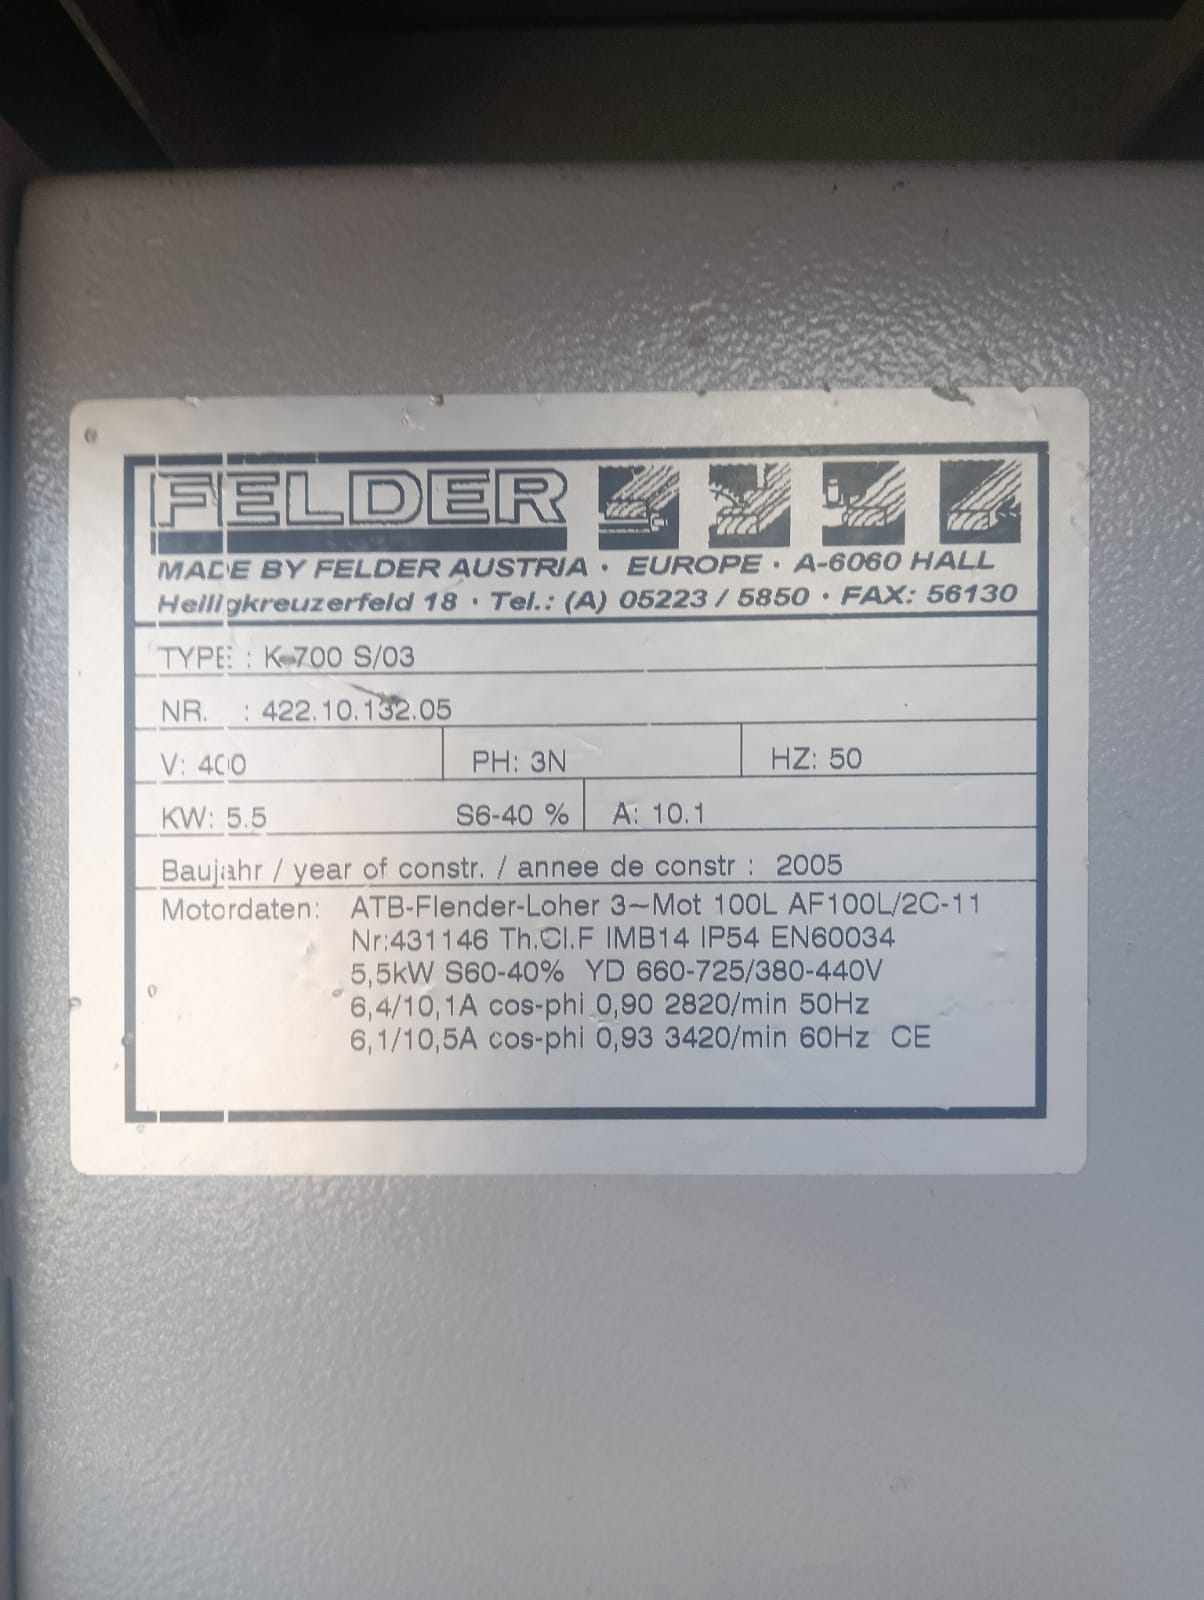 FELDER
MADE BY FELDER AUSTRIA · EUROPE · A-6060 HALL
Heiligkreuzerfeld 18 · Tel.: (A) 05223 / 5850 · FAX: 56130
TYPE : K-700 S/03
NR. : 422.10.132.05
V: 400 PH: 3N HZ: 50
KW: 5.5 S6-40 % A: 10.1
Baujahr / year of constr. / annee de constr : 2005
Motordaten: ATB-Flender-Loher 3~Mot 100L AF100L/2C-11
Nr:431146 Th.Cl.F IMB14 IP54 EN60034
5,5kW S60-40% YD 660-725/380-440V
6,4/10,1A cos-phi 0,90 2820/min 50Hz
6,1/10,5A cos-phi 0,93 3420/min 60Hz CE